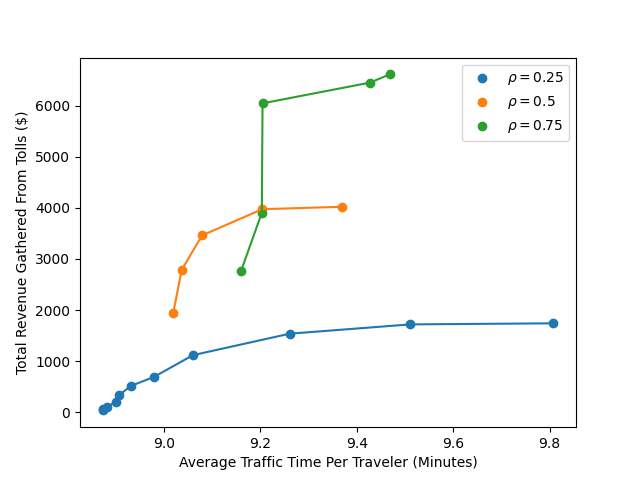 ρ = 0.25
ρ = 0.5
ρ = 0.75
Total Revenue Gathered From Tolls ($)
6000
5000
4000
3000
2000
1000
0
9.0 9.2 9.4 9.6 9.8
Average Traffic Time Per Traveler (Minutes)